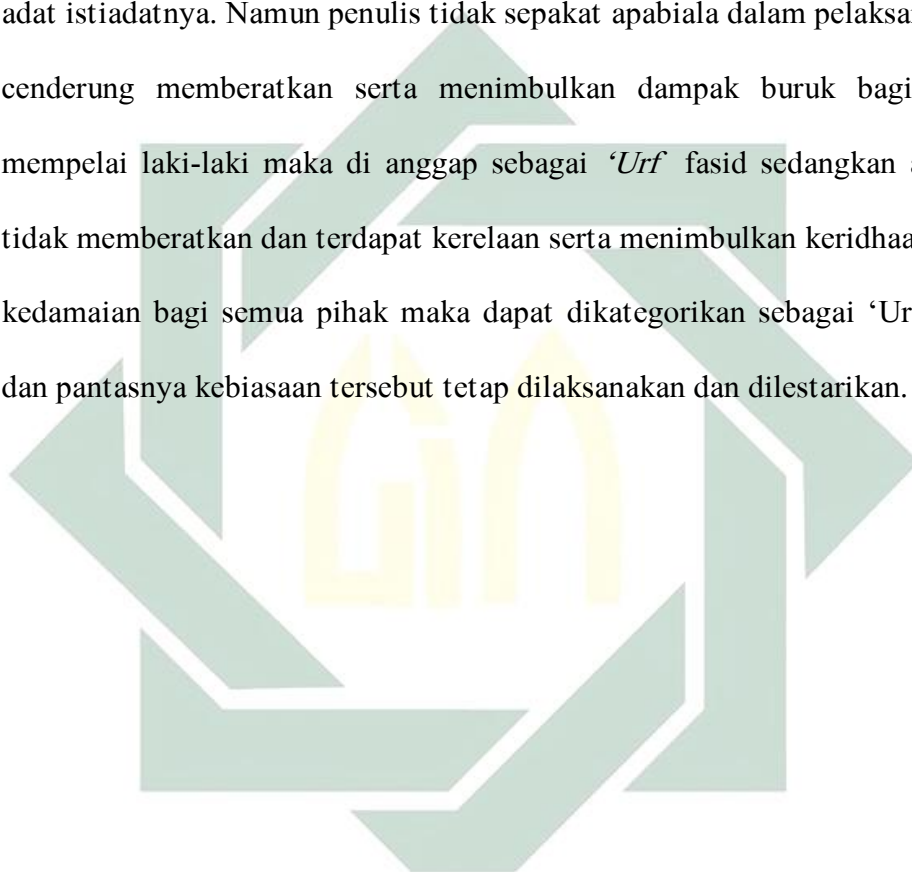 adat istiadatnya. Namun penulis tidak sepakat apabiala dalam
cenderung memberatkan serta menimbulkan dampak buruk bagi
mempelai laki-laki maka di anggap sebagai ‘Urf fasid sedangkan
tidak memberatkan dan terdapat kerelaan serta menimbulkan
kedamaian bagi semua pihak maka dapat dikategorikan sebagai
dan pantasnya kebiasaan tersebut tetap dilaksanakan dan dilestarikan.